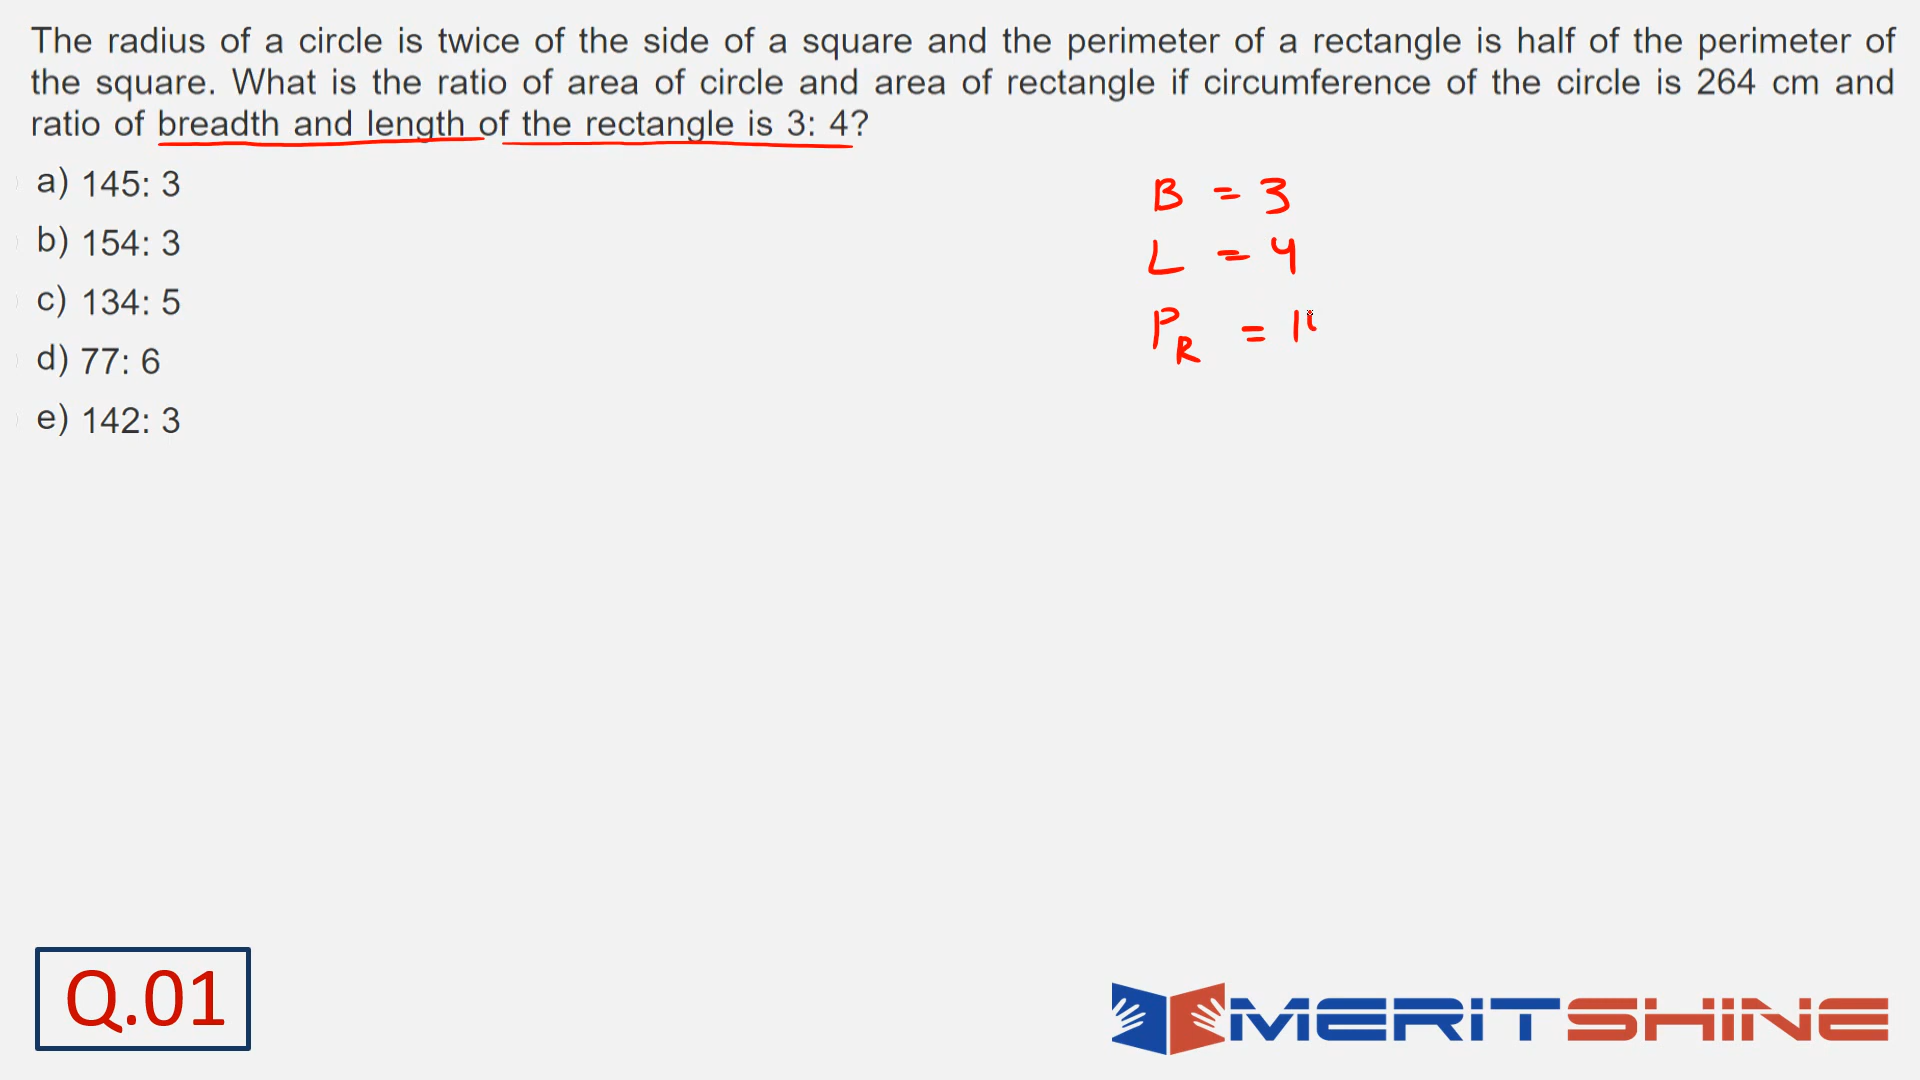 The radius of a circle is twice of the side of a square and the perimeter of a rectangle is half of the perimeter of
the square. What is the ratio of area of circle and area of rectangle if circumference of the circle is 264 cm and
ratio of breadth and length of the rectangle is 3: 4?
a) 145: 3
b) 154: 3
c) 134: 5
d) 77: 6
e) 142: 3
B = 3
L = 4
PR = 1
Q.01
MERITSHINE